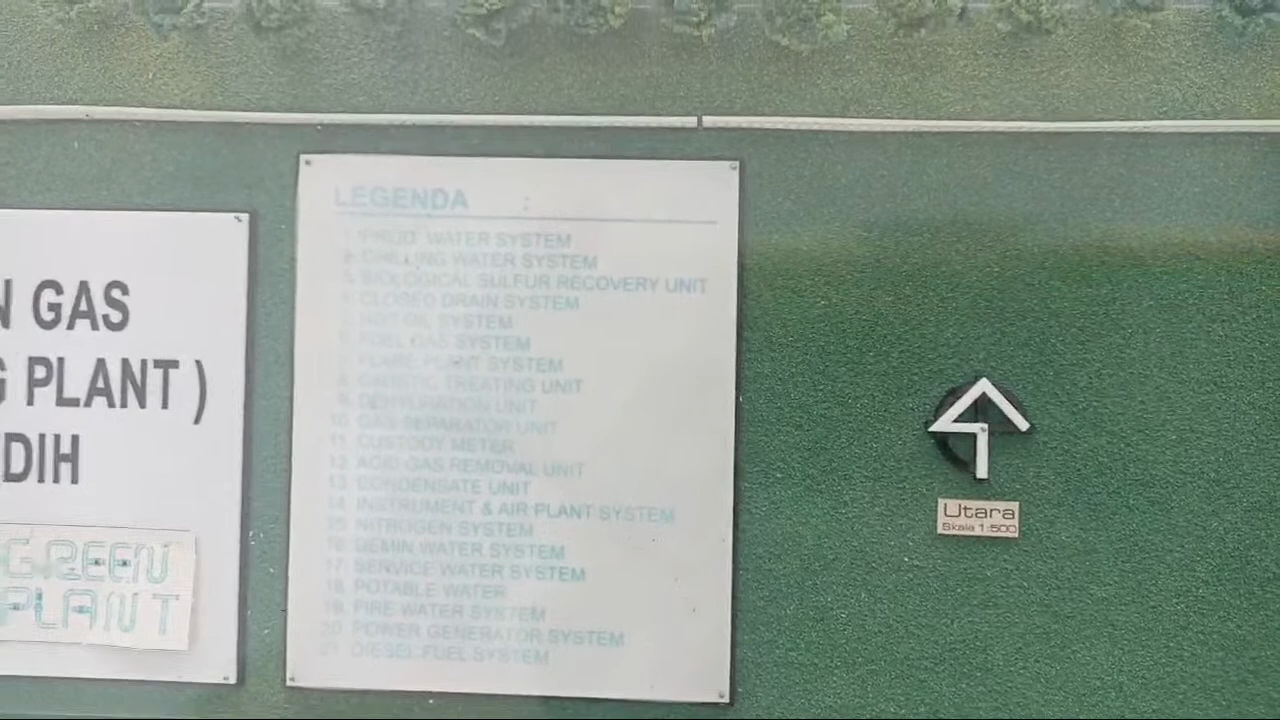 N GAS
G PLANT )
DIH
GREEN
PLANT
LEGENDA :
1. PROD. WATER SYSTEM
2. DRILLING WATER SYSTEM
3. BIOLOGICAL SULFUR RECOVERY UNIT
4. CLOSED DRAIN SYSTEM
5. HOT OIL SYSTEM
6. FUEL GAS SYSTEM
7. FLARE PLANT SYSTEM
8. CAUSTIC TREATING UNIT
9. DEHYDRATION UNIT
10. GAS SEPARATOR UNIT
11. CUSTODY METER
12. ACID GAS REMOVAL UNIT
13. CONDENSATE UNIT
14. INSTRUMENT & AIR PLANT SYSTEM
15. NITROGEN SYSTEM
16. DEMIN WATER SYSTEM
17. SERVICE WATER SYSTEM
18. POTABLE WATER
19. FIRE WATER SYSTEM
20. POWER GENERATOR SYSTEM
21. DIESEL FUEL SYSTEM
Utara
Skala 1:500